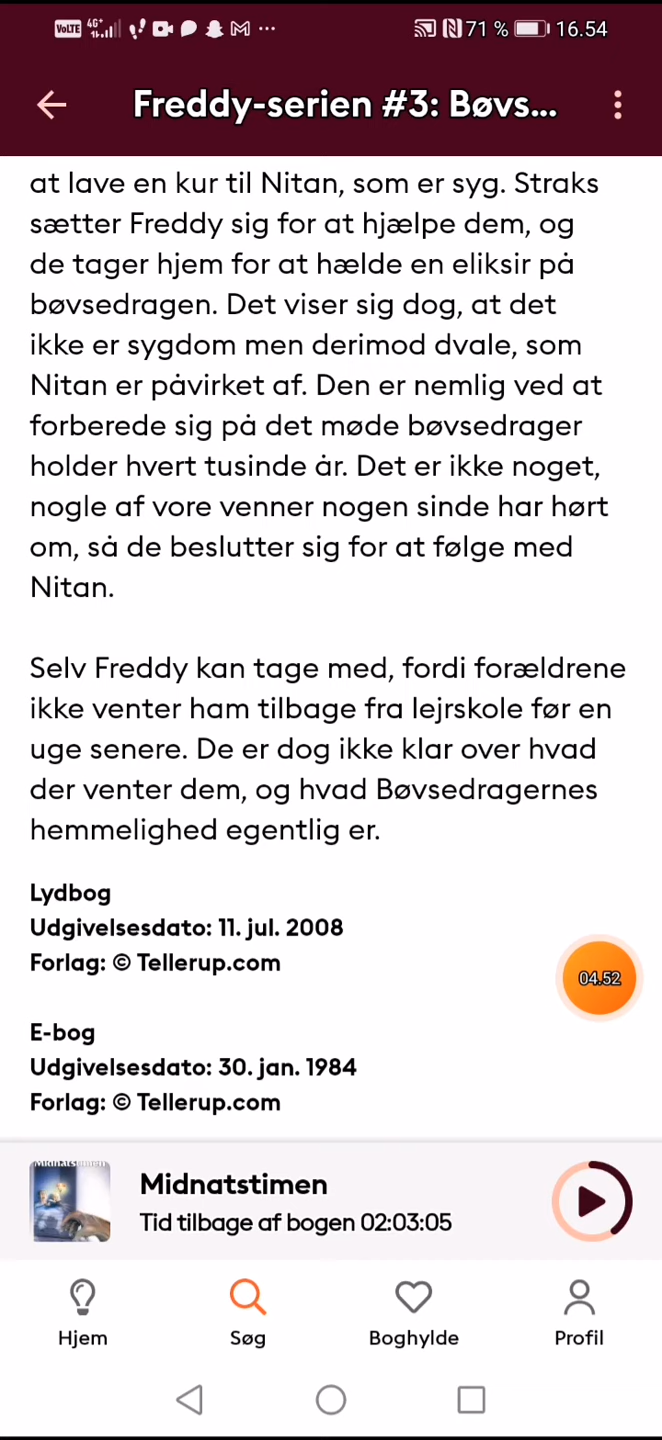 VoLTE 4G+ 71 % 16.54
Freddy-serien #3: Bøvs...
at lave en kur til Nitan, som er syg. Straks
sætter Freddy sig for at hjælpe dem, og
de tager hjem for at hælde en eliksir på
bøvsedragen. Det viser sig dog, at det
ikke er sygdom men derimod dvale, som
Nitan er påvirket af. Den er nemlig ved at
forberede sig på det møde bøvsedrager
holder hvert tusinde år. Det er ikke noget,
nogle af vore venner nogen sinde har hørt
om, så de beslutter sig for at følge med
Nitan.
Selv Freddy kan tage med, fordi forældrene
ikke venter ham tilbage fra lejrskole før en
uge senere. De er dog ikke klar over hvad
der venter dem, og hvad Bøvsedragernes
hemmelighed egentlig er.
Lydbog
Udgivelsesdato: 11. jul. 2008
Forlag: © Tellerup.com
04.52
E-bog
Udgivelsesdato: 30. jan. 1984
Forlag: © Tellerup.com
Midnatstimen
Midnatstimen
Tid tilbage af bogen 02:03:05
Hjem
Søg
Boghylde
Profil